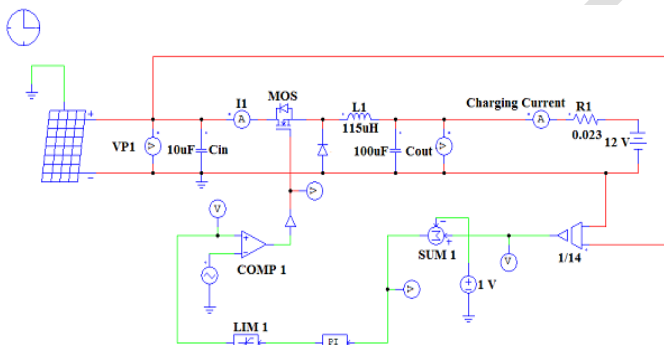 MOS
I1
A
L1
115uH
Charging Current
A
R1
0.023
12 V
VP1
V
10uF
Cin
100uF
Cout
V
+
−
V
V
COMP 1
SUM 1
1/14
V
1 V
V
LIM 1
PI